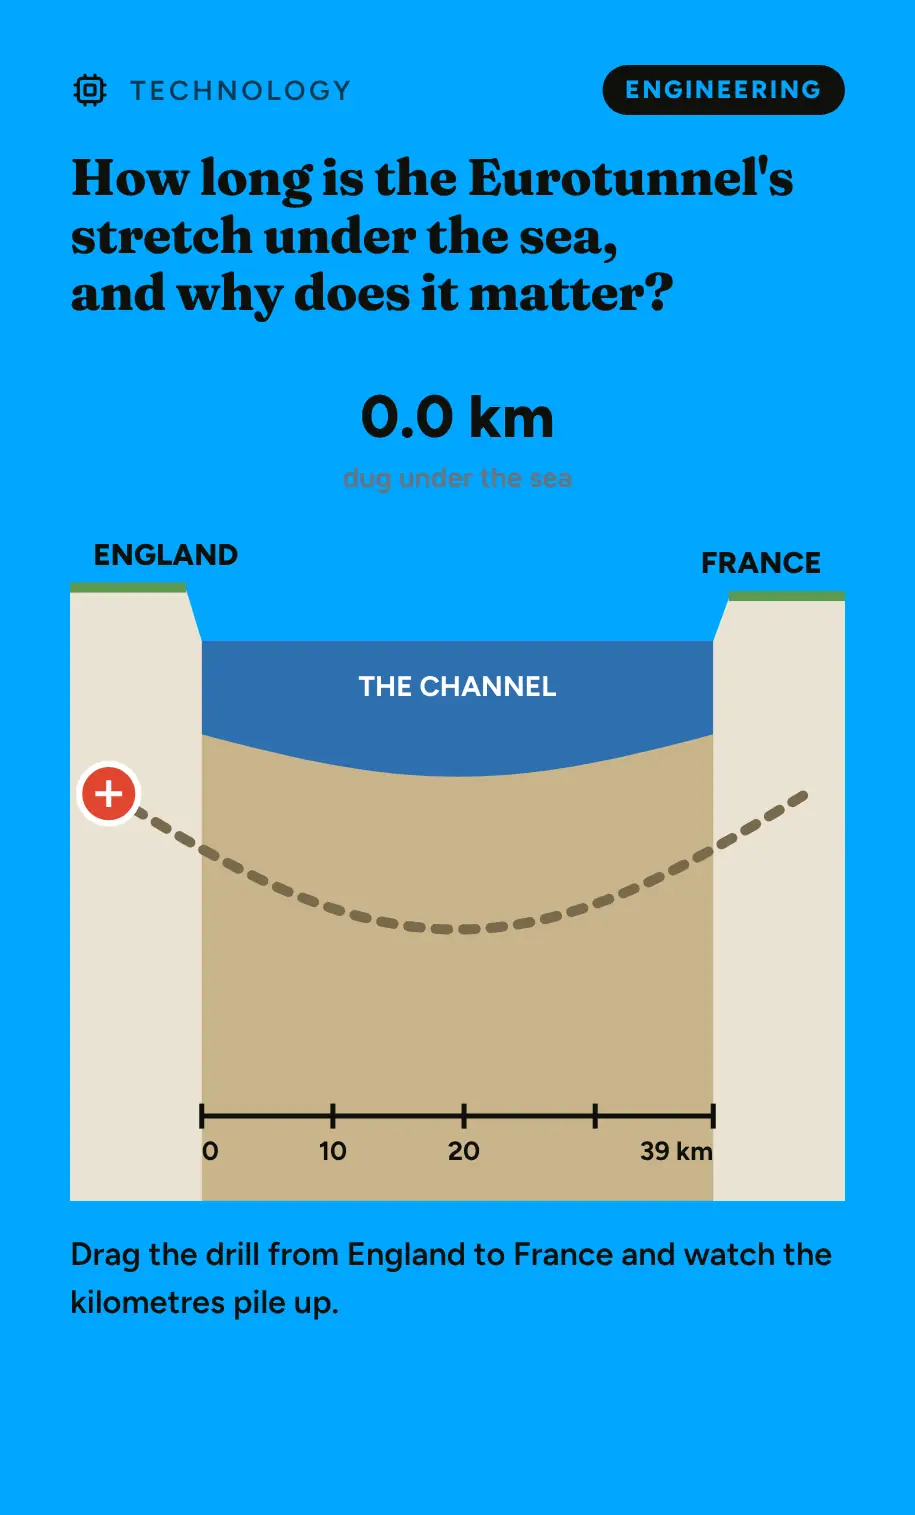 TECHNOLOGY
ENGINEERING
How long is the Eurotunnel's
stretch under the sea,
and why does it matter?
0.0 km
dug under the sea
ENGLAND
FRANCE
THE CHANNEL
0
10
20
39 km
Drag the drill from England to France and watch the
kilometres pile up.